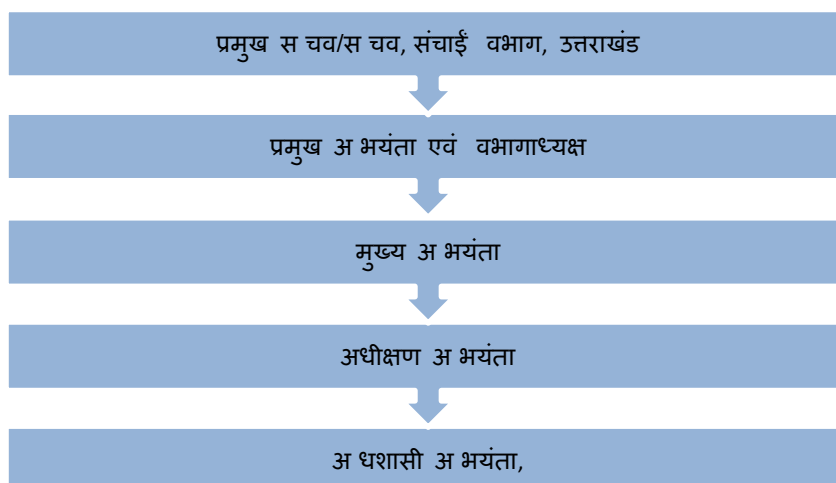 प्रमुख स चव/स चव, संचाईं वभाग, उत्तराखंड
प्रमुख अ भयंता एवं वभागाध्यक्ष
मुख्य अ भयंता
अधीक्षण अ भयंता
अ धशासी अ भयंता,